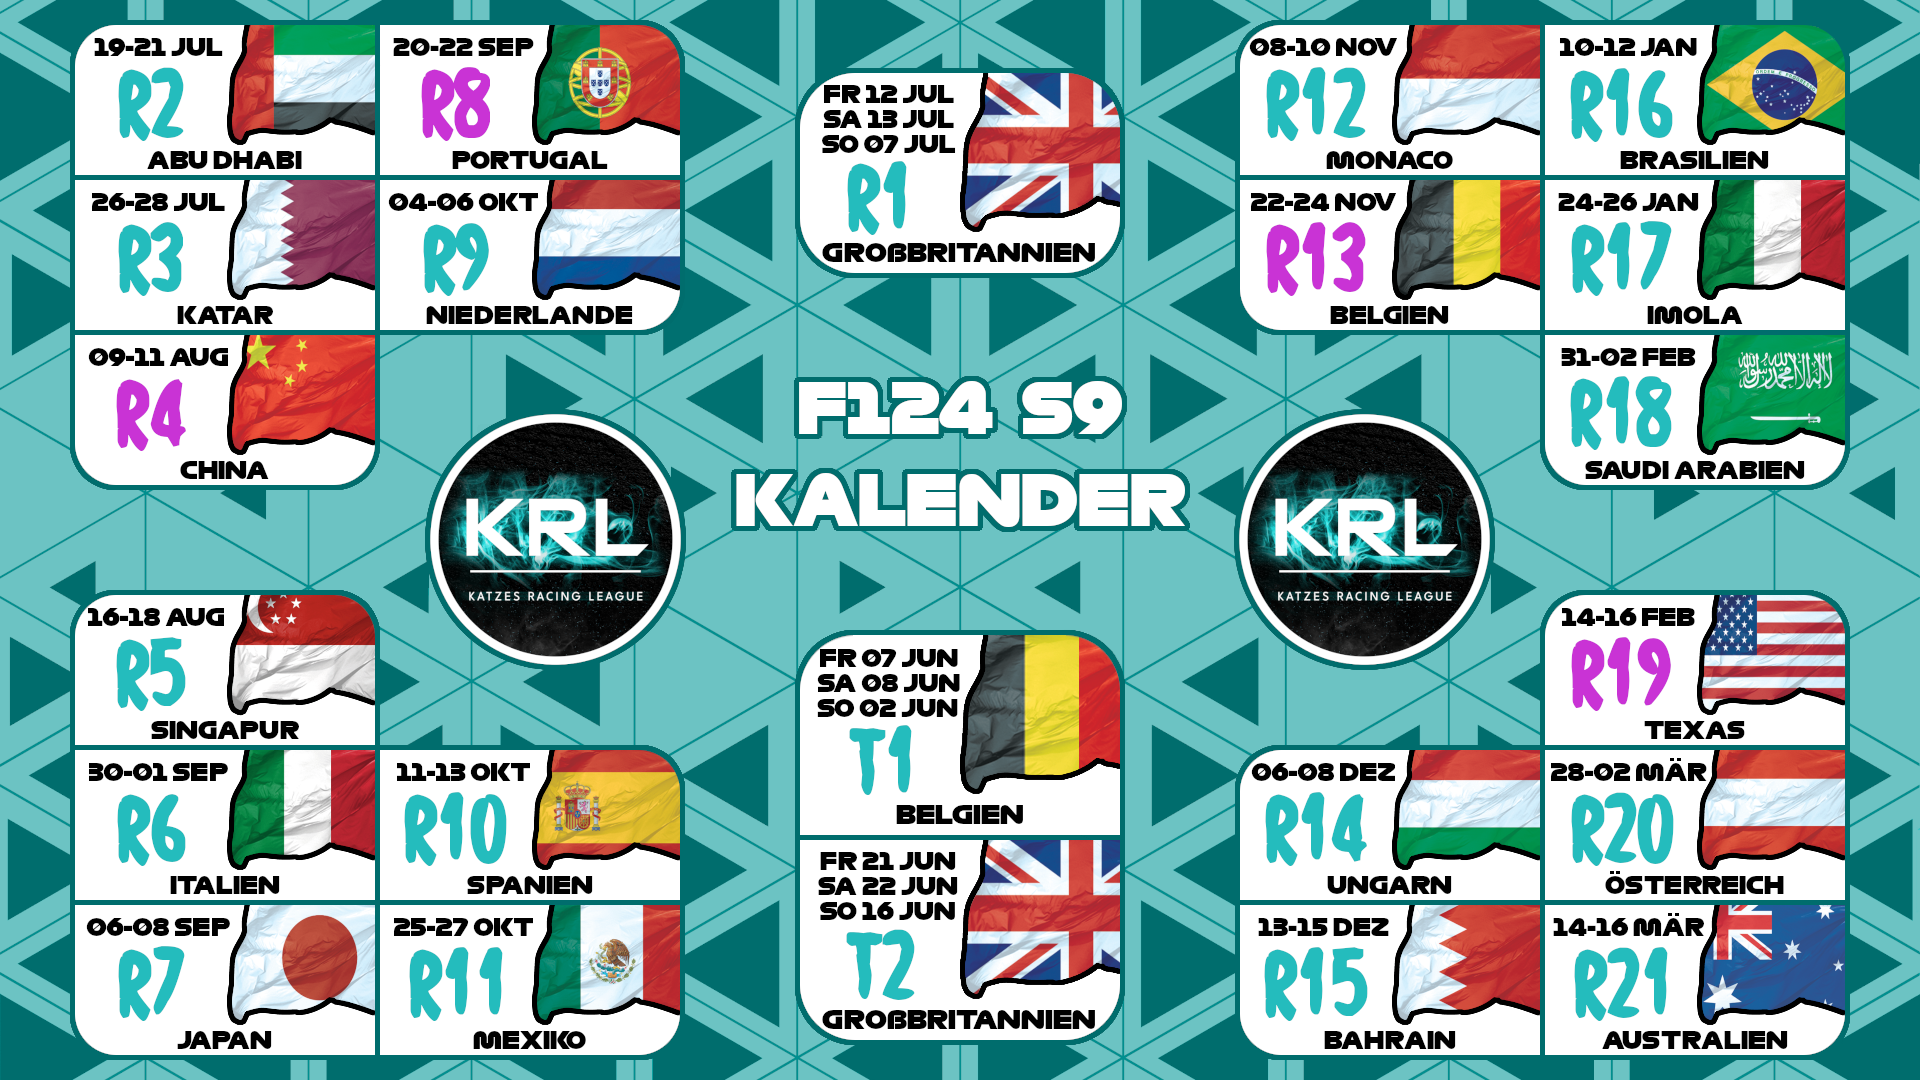 19-21 JUL
R2
ABU DHABI
20-22 SEP
R8
PORTUGAL
26-28 JUL
R3
KATAR
04-06 OKT
R9
NIEDERLANDE
09-11 AUG
R4
CHINA
FR 12 JUL
SA 13 JUL
SO 07 JUL
R1
GROßBRITANNIEN
08-10 NOV
R12
MONACO
10-12 JAN
R16
BRASILIEN
22-24 NOV
R13
BELGIEN
24-26 JAN
R17
IMOLA
31-02 FEB
R18
SAUDI ARABIEN
F124 S9
KALENDER
KRL
KATZES RACING LEAGUE
KRL
KATZES RACING LEAGUE
16-18 AUG
R5
SINGAPUR
30-01 SEP
R6
ITALIEN
11-13 OKT
R10
SPANIEN
06-08 SEP
R7
JAPAN
25-27 OKT
R11
MEXIKO
FR 07 JUN
SA 08 JUN
SO 02 JUN
T1
BELGIEN
FR 21 JUN
SA 22 JUN
SO 16 JUN
T2
GROßBRITANNIEN
14-16 FEB
R19
TEXAS
06-08 DEZ
R14
UNGARN
28-02 MÄR
R20
ÖSTERREICH
13-15 DEZ
R15
BAHRAIN
14-16 MÄR
R21
AUSTRALIEN